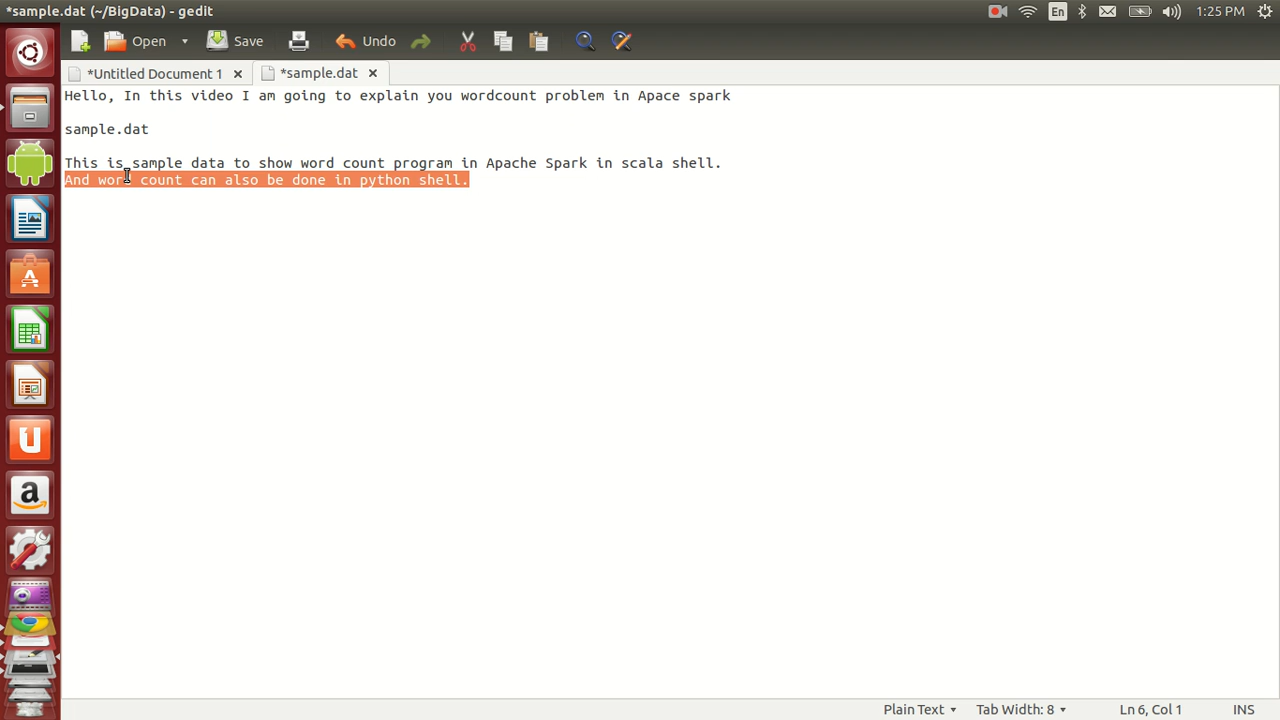 *sample.dat (~/BigData) - gedit
En
1:25 PM
Open
Save
Undo
*Untitled Document 1
*sample.dat
Hello, In this video I am going to explain you wordcount problem in Apace spark
sample.dat
This is sample data to show word count program in Apache Spark in scala shell.
And word count can also be done in python shell.
Plain Text
Tab Width: 8
Ln 6, Col 1
INS